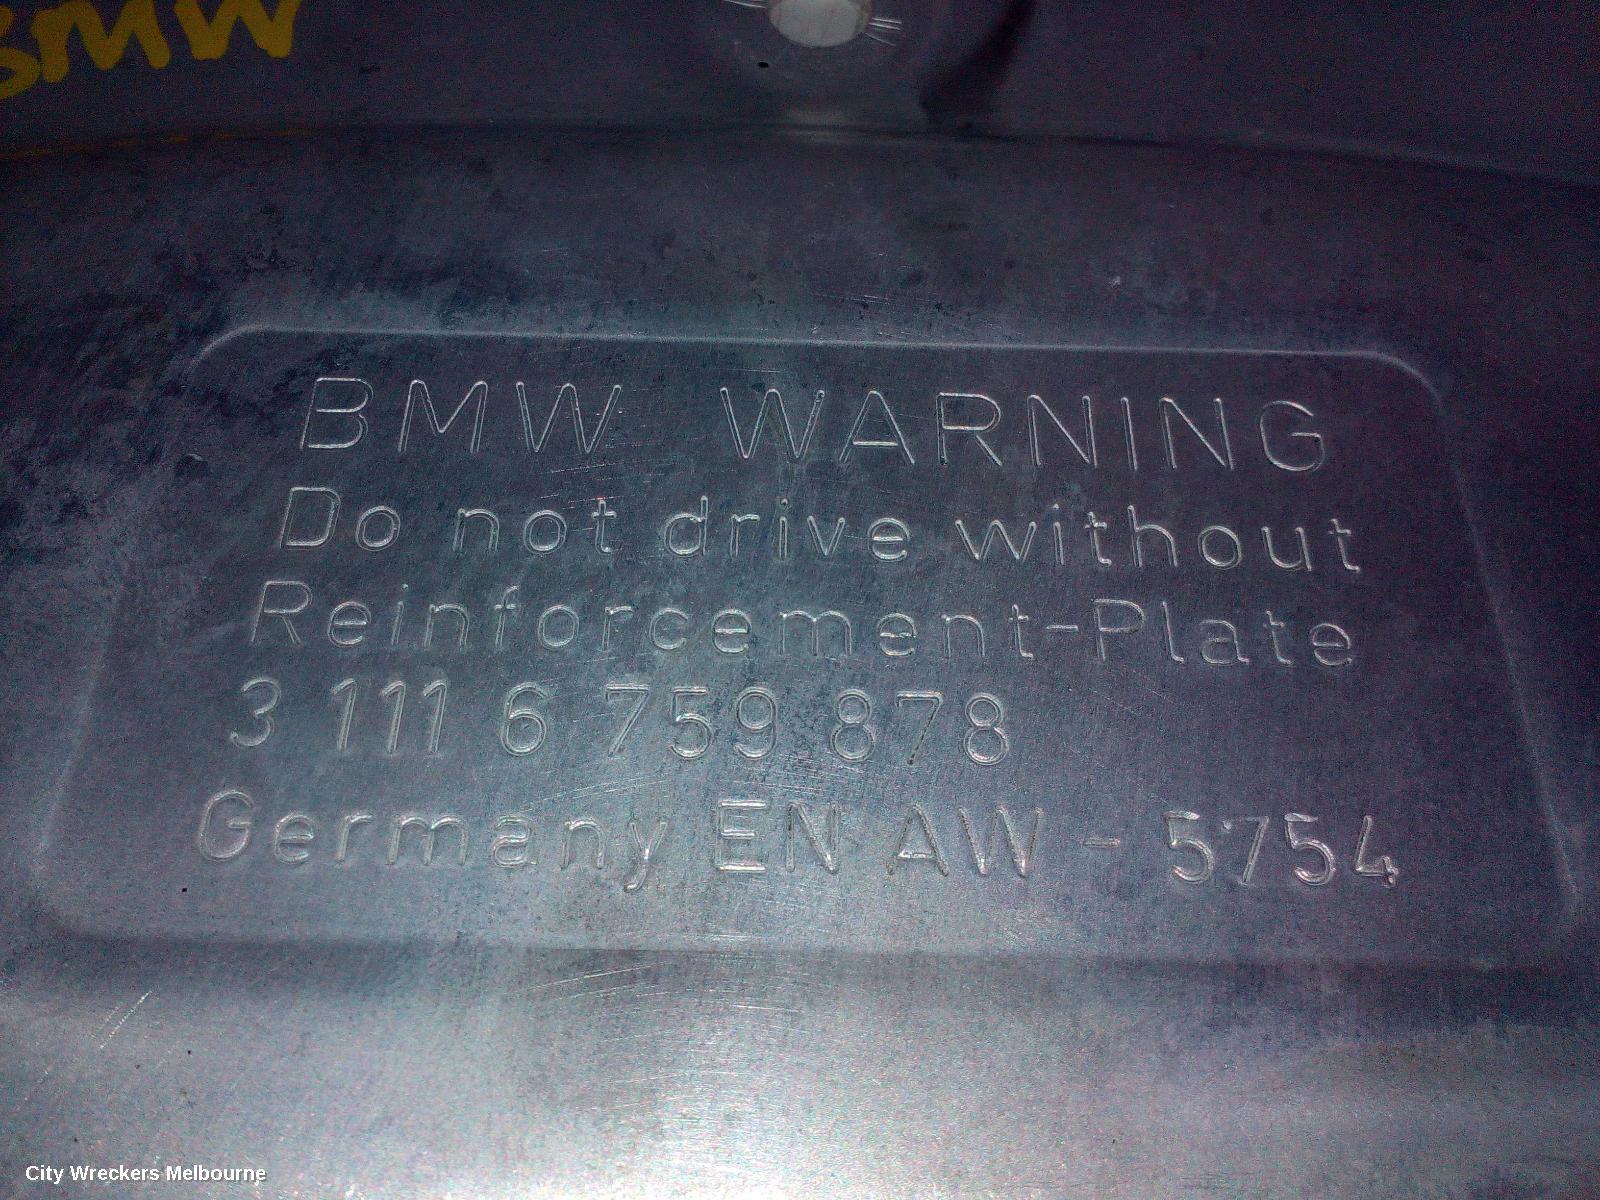 BMW
BMW WARNING
Do not drive without
Reinforcement-Plate
3 111 6 759 878
Germany EN AW - 5754
City Wreckers Melbourne